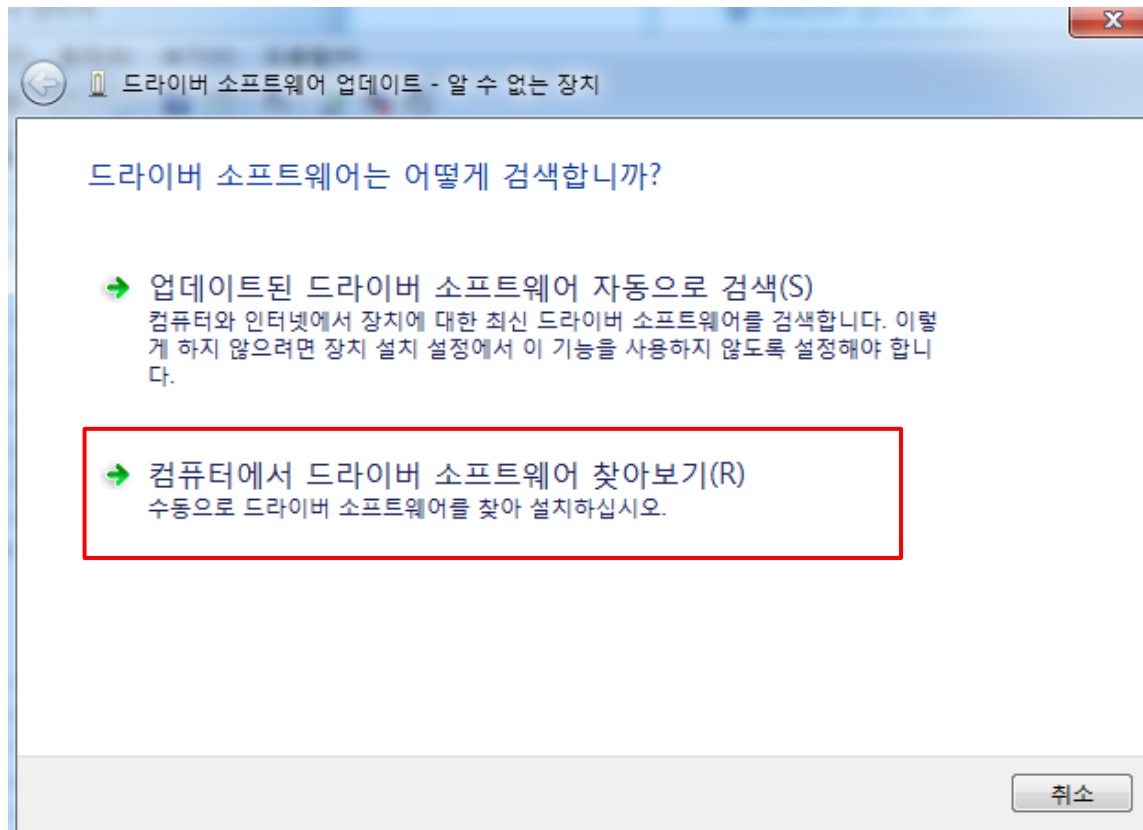 드라이버 소프트웨어 업데이트 - 알 수 없는 장치
드라이버 소프트웨어는 어떻게 검색합니까?
업데이트된 드라이버 소프트웨어 자동으로 검색(S)
컴퓨터와 인터넷에서 장치에 대한 최신 드라이버 소프트웨어를 검색합니다. 이렇
게 하지 않으려면 장치 설치 설정에서 이 기능을 사용하지 않도록 설정해야 합니
다.
컴퓨터에서 드라이버 소프트웨어 찾아보기(R)
수동으로 드라이버 소프트웨어를 찾아 설치하십시오.
취소